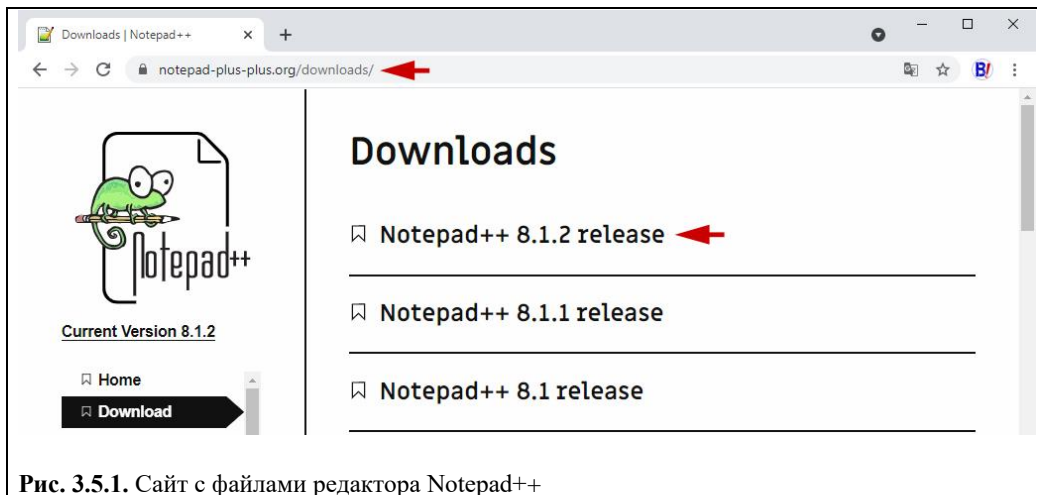 Downloads | Notepad++
notepad-plus-plus.org/downloads/
B!
Notepad++
Current Version 8.1.2
Home
Download
Downloads
Notepad++ 8.1.2 release
Notepad++ 8.1.1 release
Notepad++ 8.1 release
Рис. 3.5.1. Сайт с файлами редактора Notepad++